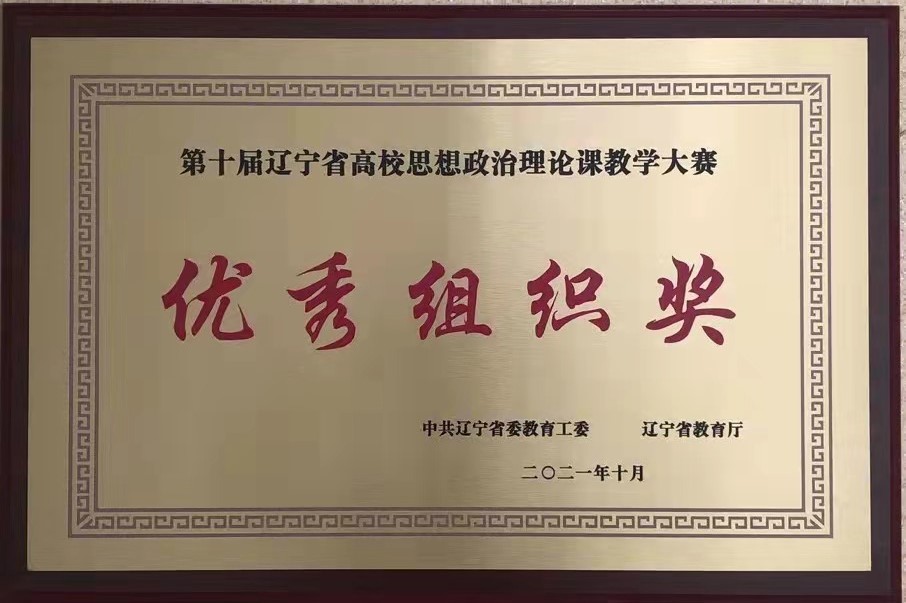 第十届辽宁省高校思想政治理论课教学大赛
优秀组织奖
中共辽宁省委教育工委 辽宁省教育厅
二〇二一年十月